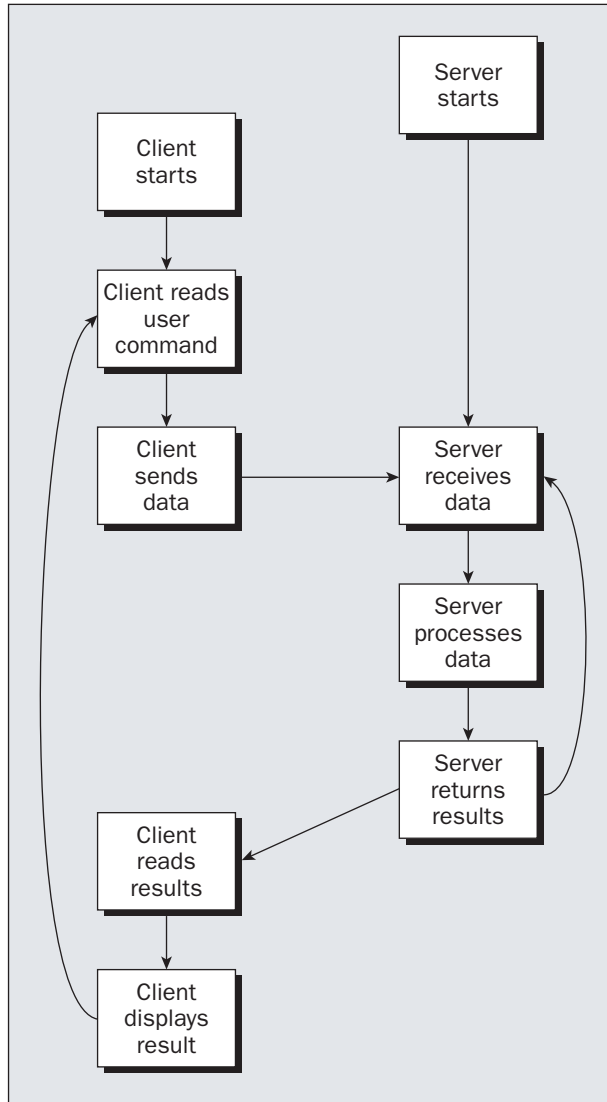 Server
starts
Client
starts
Client reads
user
command
Client
sends
data
Server
receives
data
Server
processes
data
Server
returns
results
Client
reads
results
Client
displays
result